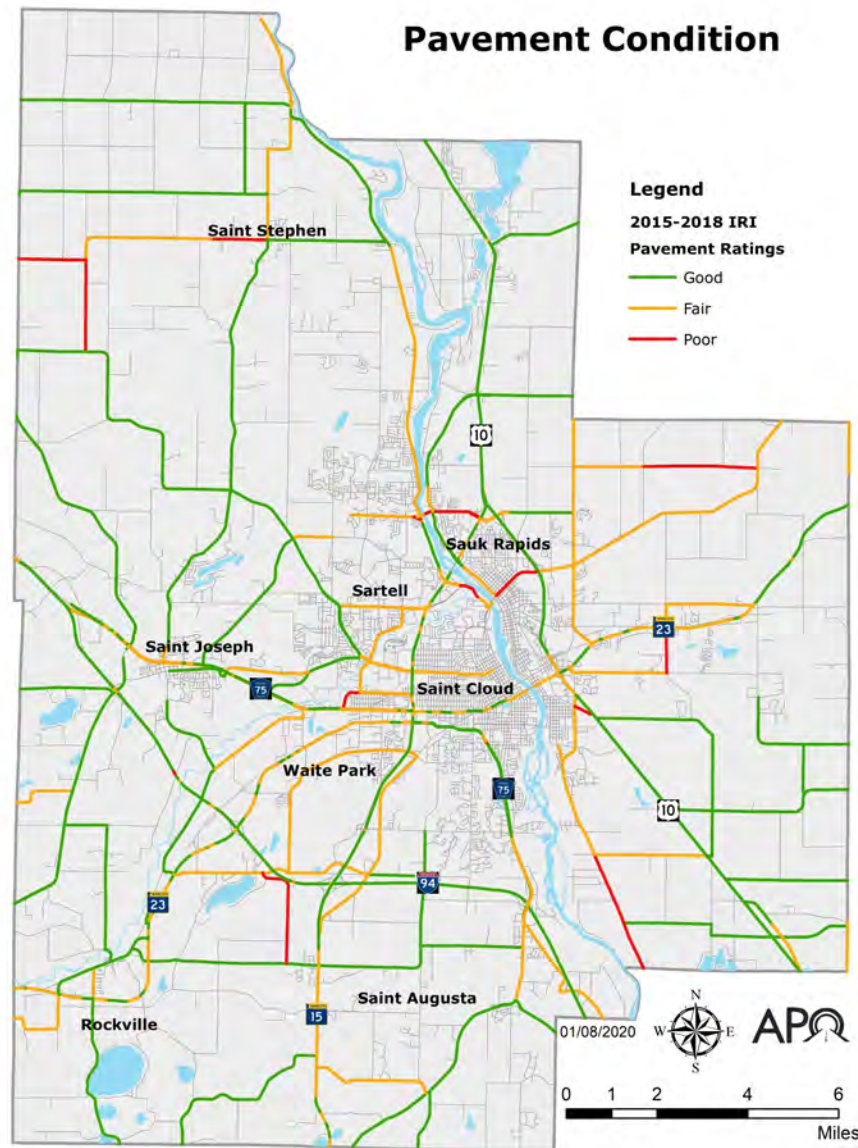 Pavement Condition
Legend
2015-2018 IRI
Pavement Ratings
Good
Fair
Poor
Saint Stephen
10
Sauk Rapids
Sartell
23
Saint Joseph
75
Saint Cloud
Waite Park
75
10
94
23
Saint Augusta
15
Rockville
01/08/2020
N
W
E
S
APO
0 1 2 4 6
Miles